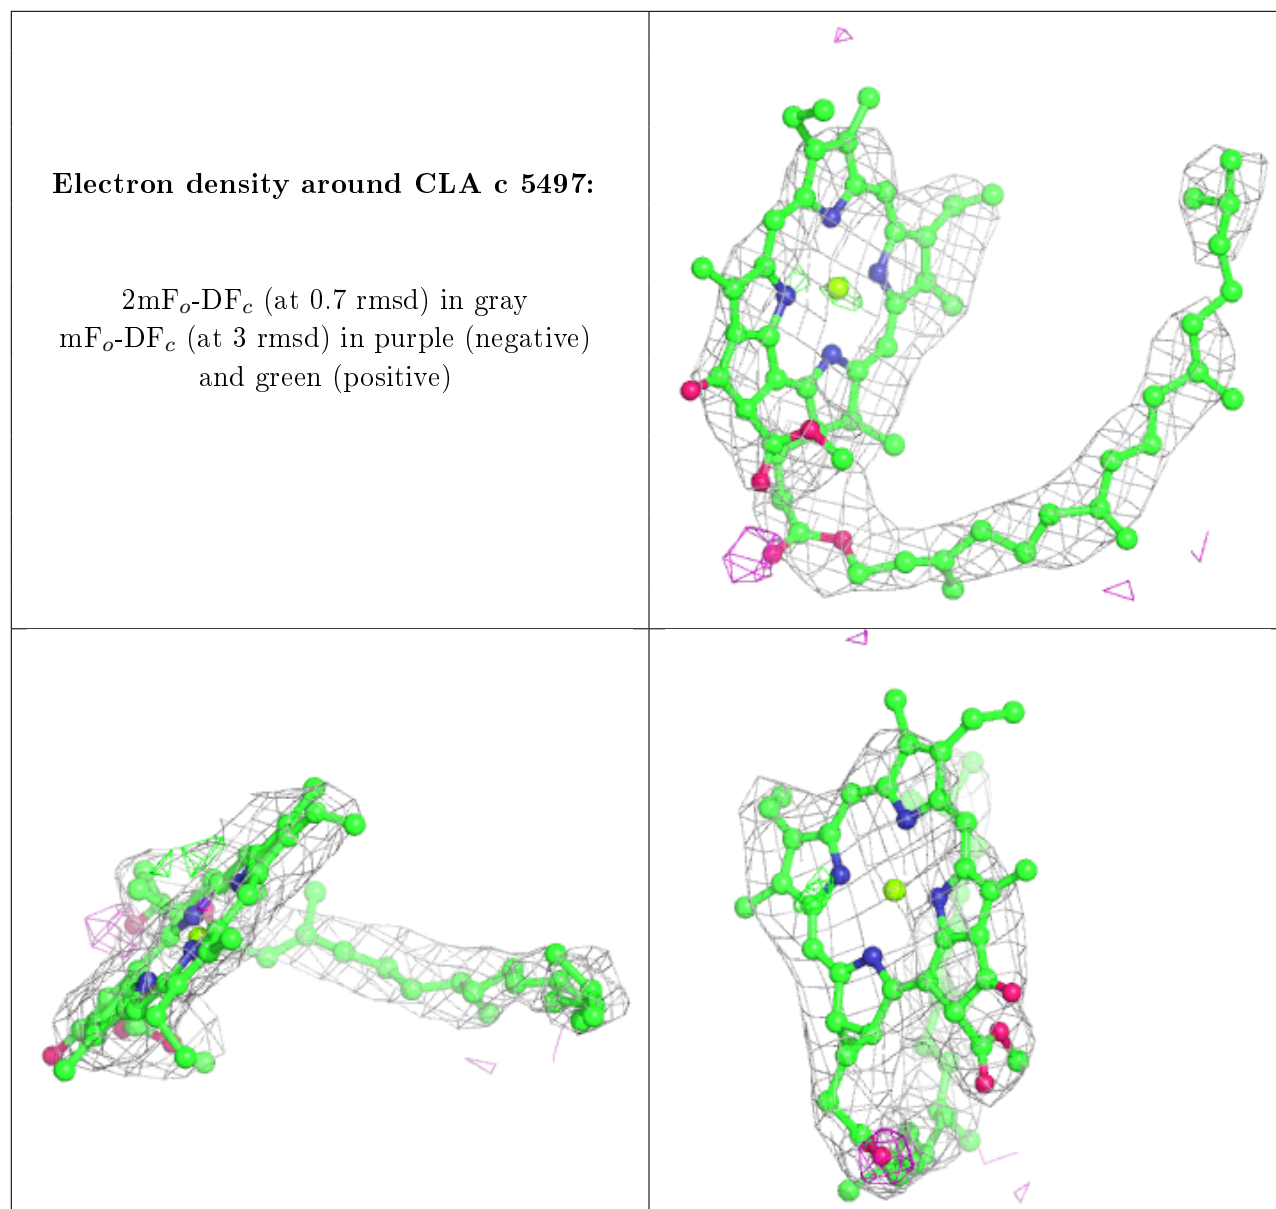 Electron density around CLA c 5497:
2mFo-DFc (at 0.7 rmsd) in gray
mFo-DFc (at 3 rmsd) in purple (negative)
and green (positive)